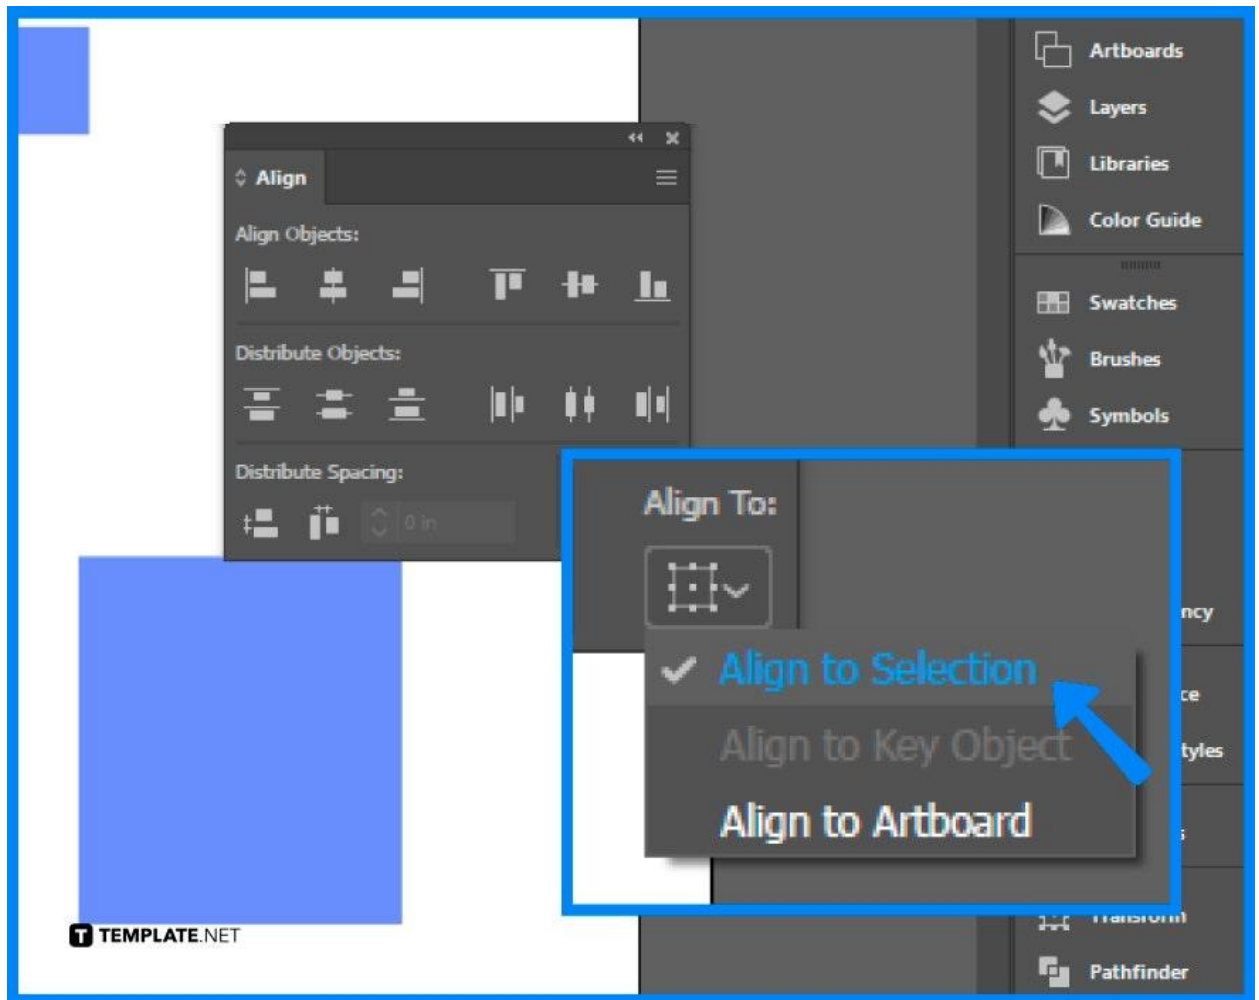 Artboards
Layers
Libraries
Color Guide
Swatches
Brushes
Symbols
Align
Align Objects:
Distribute Objects:
Distribute Spacing:
0 in
Align To:
Align to Selection
Align to Key Object
Align to Artboard
ncy
ce
tyles
s
Transform
Pathfinder
TEMPLATE.NET